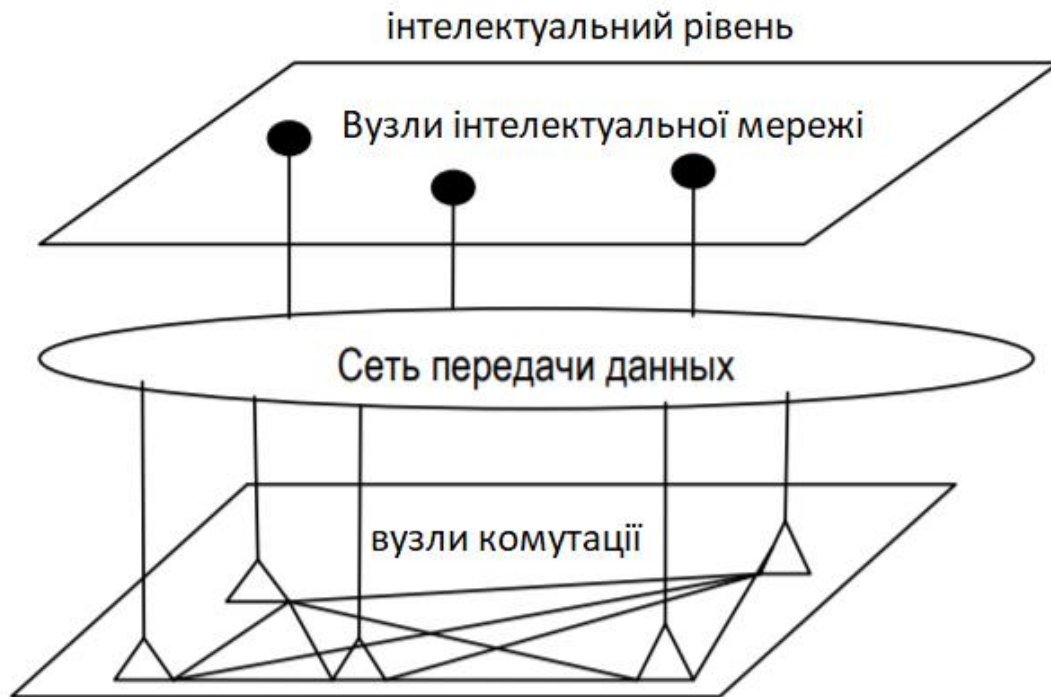 інтелектуальний рівень
Вузли інтелектуальної мережі
Сеть передачи данных
вузли комутації